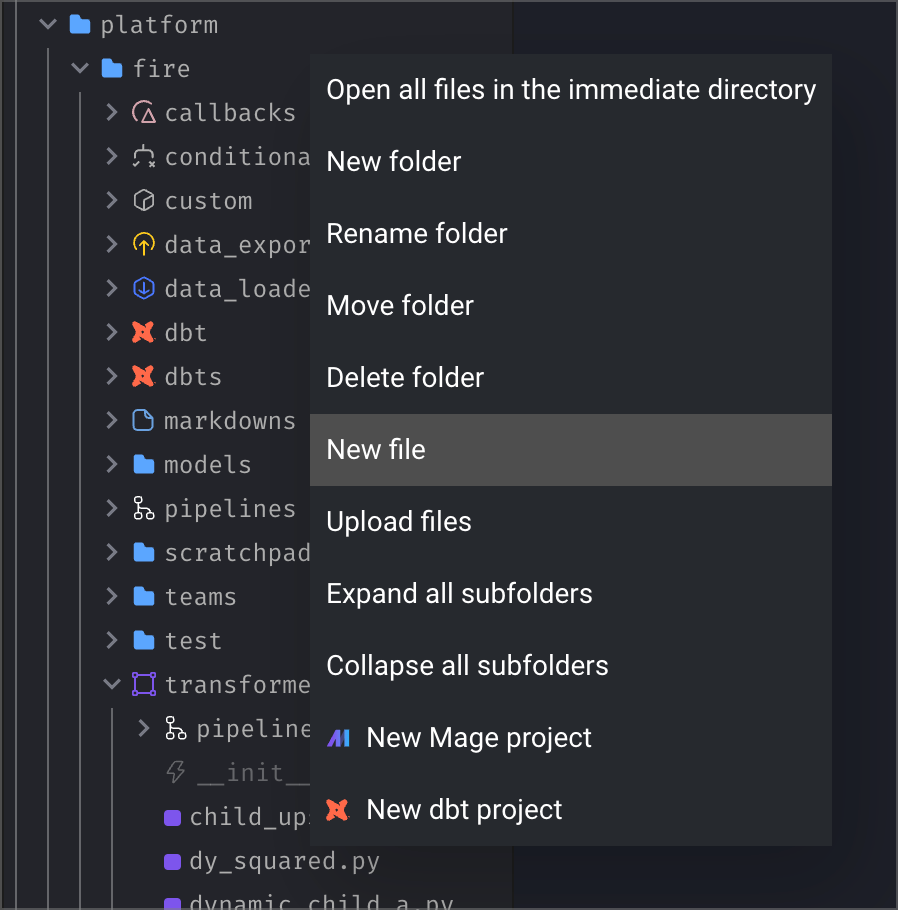 platform
fire
callbacks
conditiona
custom
data_expor
data_loade
dbt
dbts
markdowns
models
pipelines
scratchpad
teams
test
transforme
pipeline
__init__
child_up
dy_squared.py
dynamic_child_a.py
Open all files in the immediate directory
New folder
Rename folder
Move folder
Delete folder
New file
Upload files
Expand all subfolders
Collapse all subfolders
New Mage project
New dbt project